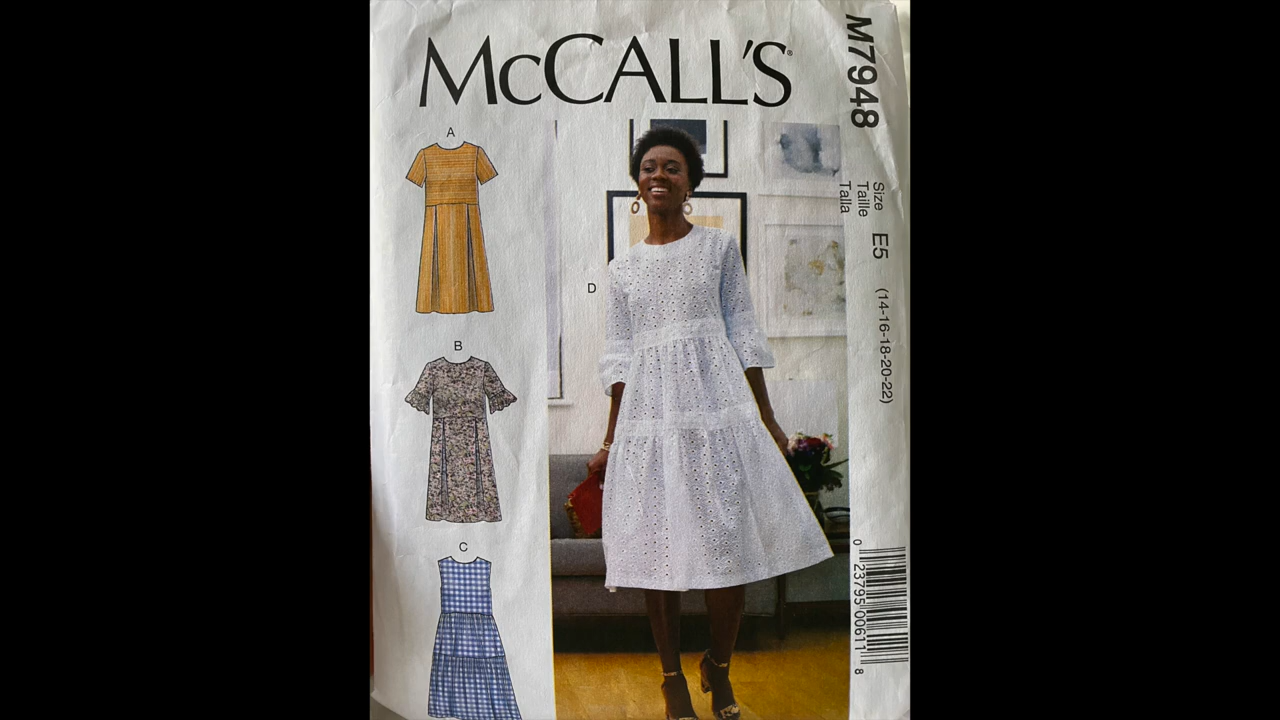 McCALL'S®
M7948
Size E5 (14-16-18-20-22)
Taille
Talla
A
B
C
D
0 23795 00611 8